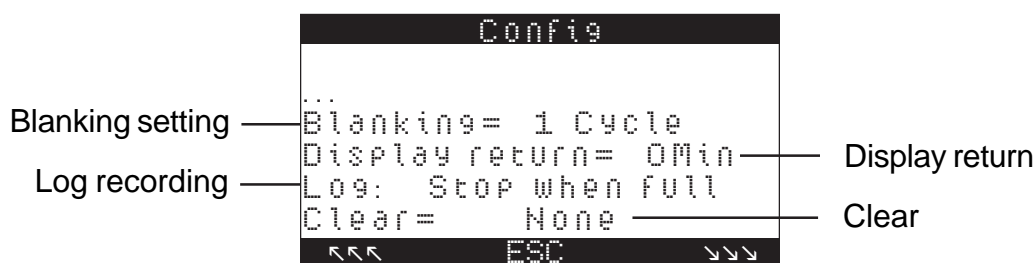 Config
...
Blanking setting
Blanking= 1 Cycle
Display return= 0Min
Display return
Log recording
Log: Stop when full
Clear= None
Clear
↖↖↖ ESC ↘↘↘